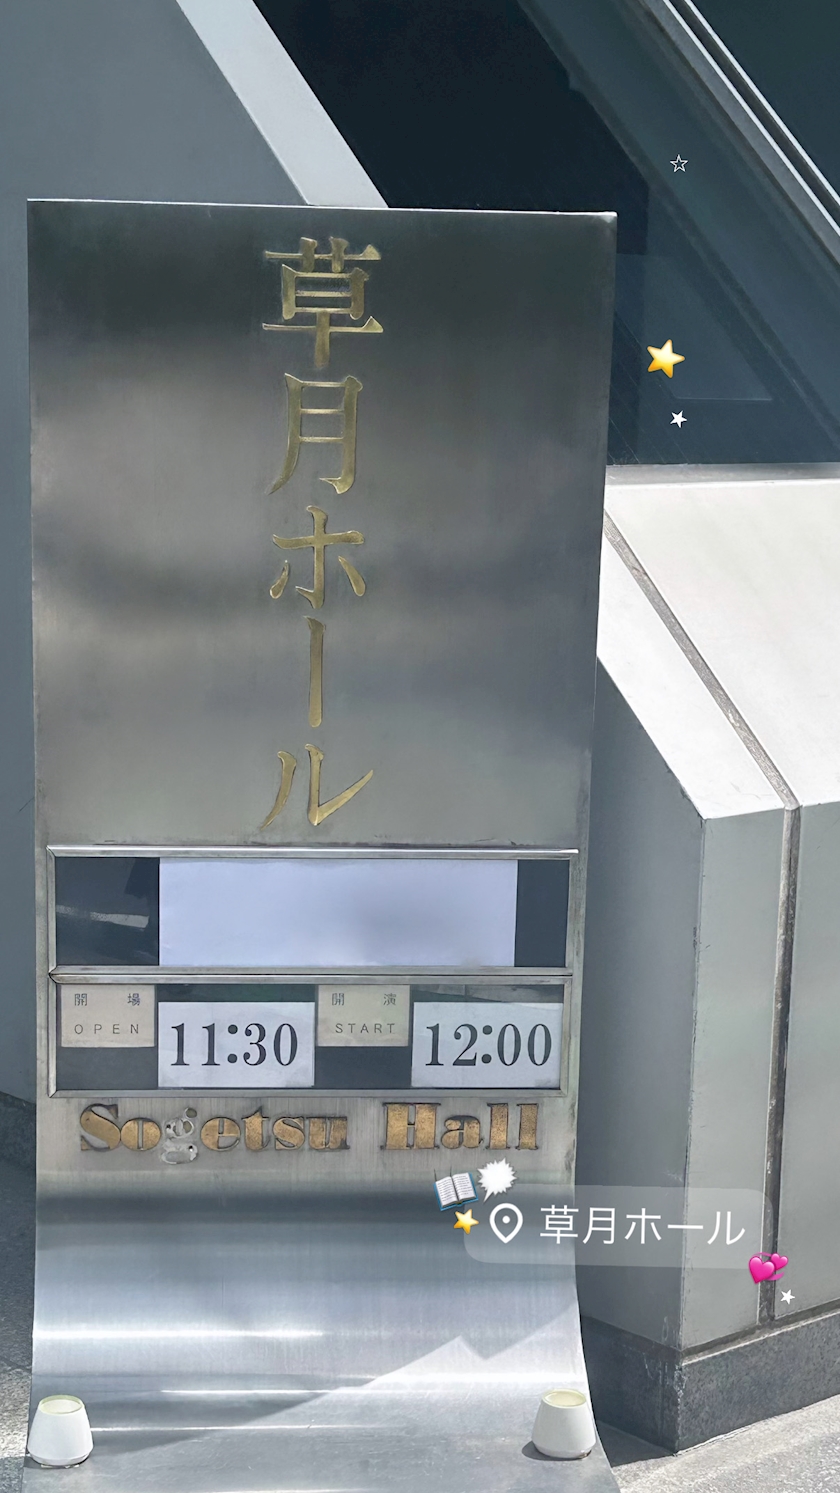 草月ホール
開場
OPEN
11:30
開演
START
12:00
Sogetsu Hall
草月ホール